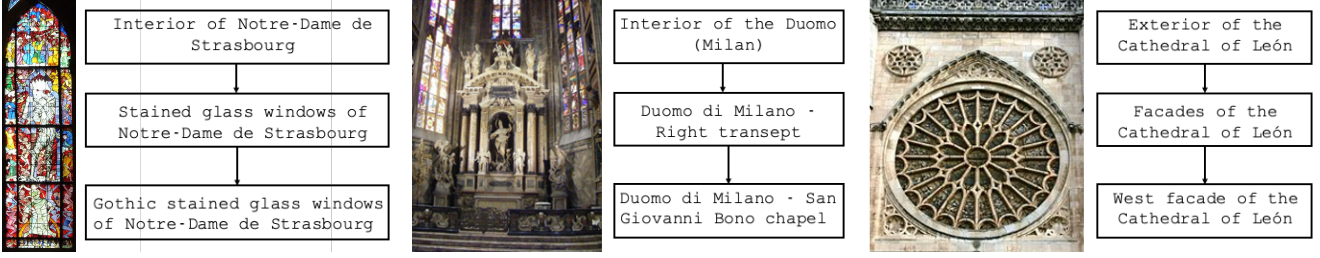 Interior of Notre-Dame de
Strasbourg
Stained glass windows of
Notre-Dame de Strasbourg
Gothic stained glass windows
of Notre-Dame de Strasbourg
Interior of the Duomo
(Milan)
Duomo di Milano -
Right transept
Duomo di Milano - San
Giovanni Bono chapel
Exterior of the
Cathedral of León
Facades of the
Cathedral of León
West facade of the
Cathedral of León